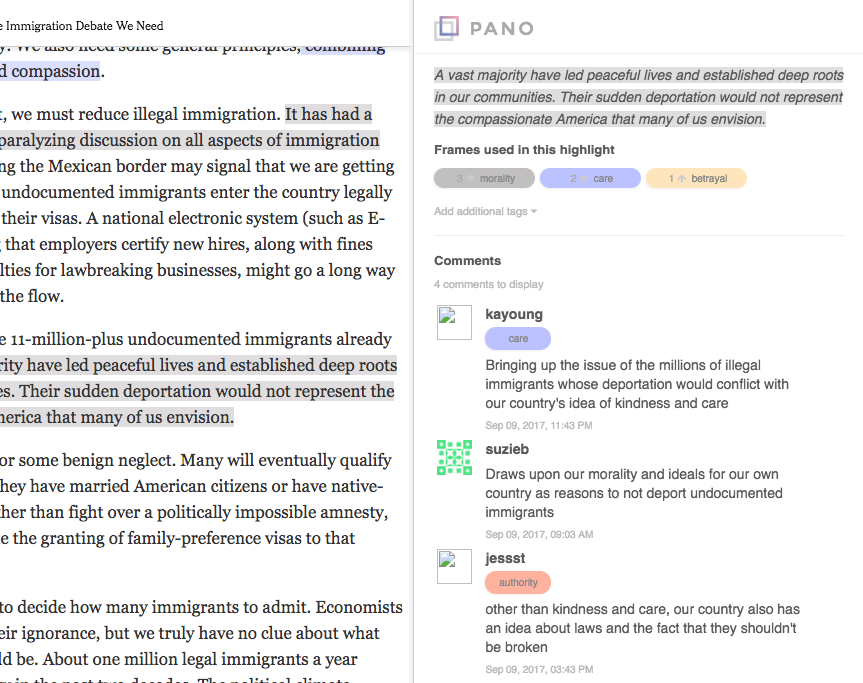 e Immigration Debate We Need
y. We also need some general principles, combining
d compassion.
t, we must reduce illegal immigration. It has had a
paralyzing discussion on all aspects of immigration
ng the Mexican border may signal that we are getting
undocumented immigrants enter the country legally
their visas. A national electronic system (such as E-
g that employers certify new hires, along with fines
lties for lawbreaking businesses, might go a long way
the flow.
e 11-million-plus undocumented immigrants already
rity have led peaceful lives and established deep roots
es. Their sudden deportation would not represent the
merica that many of us envision.
or some benign neglect. Many will eventually qualify
they have married American citizens or have native-
ther than fight over a politically impossible amnesty,
e the granting of family-preference visas to that
to decide how many immigrants to admit. Economists
eir ignorance, but we truly have no clue about what
ld be. About one million legal immigrants a year
y in the past two decades. The political climate
PANO
A vast majority have led peaceful lives and established deep roots
in our communities. Their sudden deportation would not represent
the compassionate America that many of us envision.
Frames used in this highlight
3 morality 2 care 1 betrayal
Add additional tags
Comments
4 comments to display
kayoung
care
Bringing up the issue of the millions of illegal
immigrants whose deportation would conflict with
our country's idea of kindness and care
Sep 09, 2017, 11:43 PM
suzieb
Draws upon our morality and ideals for our own
country as reasons to not deport undocumented
immigrants
Sep 09, 2017, 09:03 AM
jessst
authority
other than kindness and care, our country also has
an idea about laws and the fact that they shouldn't
be broken
Sep 09, 2017, 03:43 PM